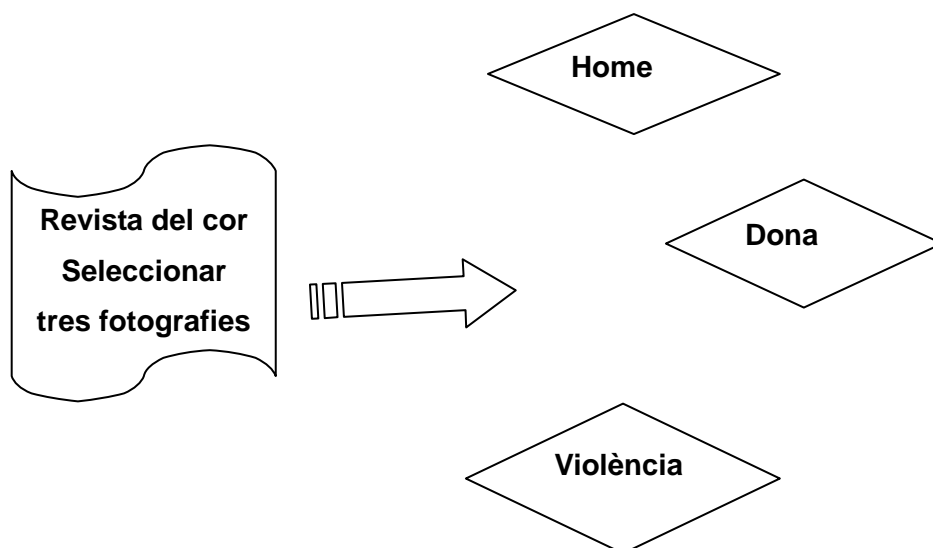 Home
Dona
Revista del cor
Seleccionar
tres fotografies
Violència